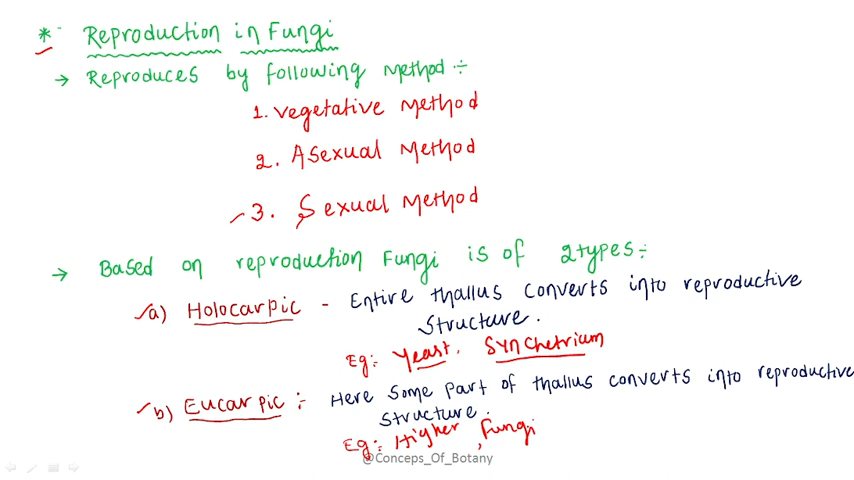 * Reproduction in Fungi
→ Reproduces by following method ÷
1. Vegetative Method
2. Asexual Method
3. Sexual Method
→ Based on reproduction Fungi is of 2 types ÷
a) Holocarpic - Entire thallus converts into reproductive
structure.
Eg: Yeast, Synchetrium
b) Eucarpic :- Here some part of thallus converts into reproductive
structure.
Eg: Higher, Fungi
@Conceps_Of_Botany